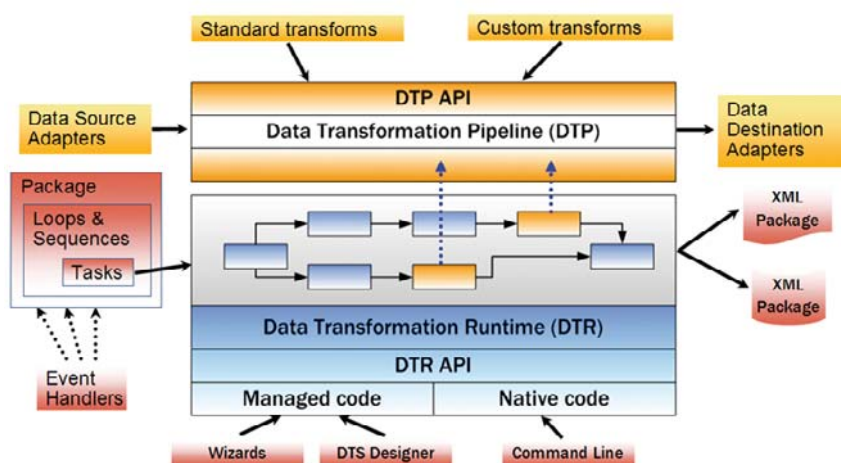 Standard transforms
Custom transforms
DTP API
Data Source
Adapters
Data Transformation Pipeline (DTP)
Data
Destination
Adapters
Package
Loops &
Sequences
Tasks
XML
Package
XML
Package
Data Transformation Runtime (DTR)
DTR API
Event
Handlers
Managed code
Native code
Wizards
DTS Designer
Command Line